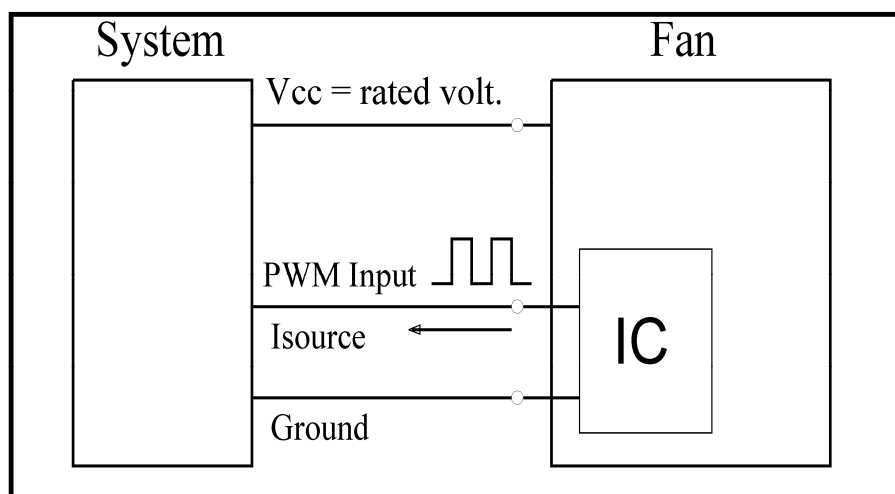 System
Fan
Vcc = rated volt.
PWM Input
Isource
IC
Ground